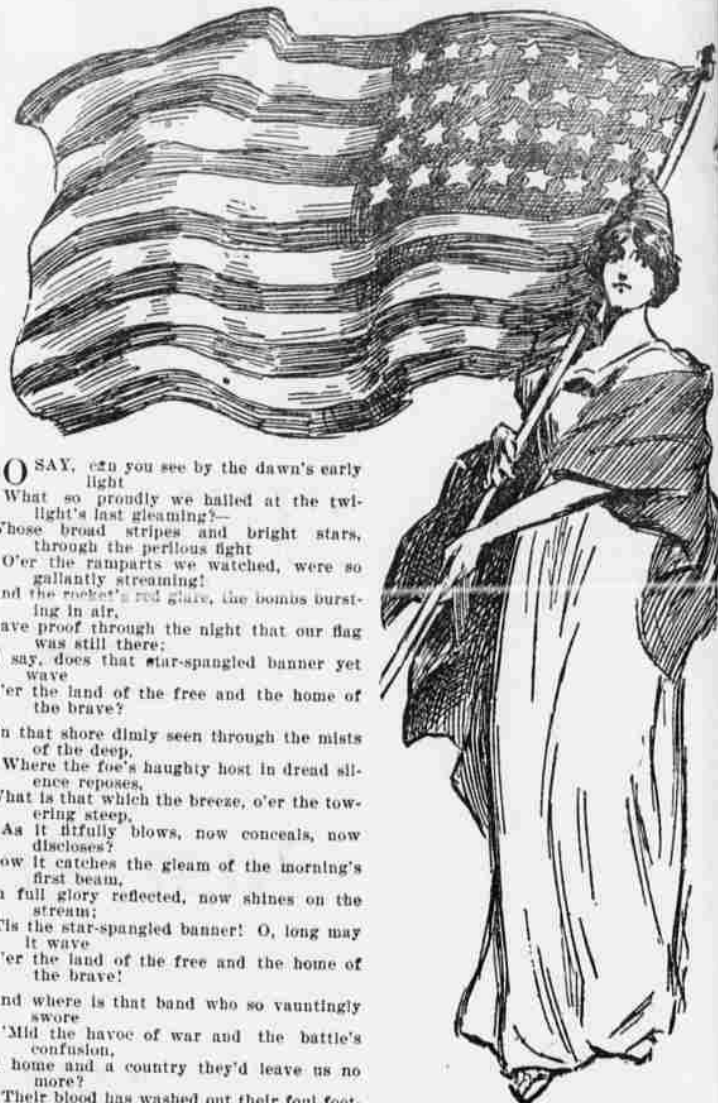 O SAY, can you see by the dawn's early
light
What so proudly we hailed at the twi-
light's last gleaming?—
hose broad stripes and bright stars,
through the perilous fight
O'er the ramparts we watched, were so
gallantly streaming!
nd the rocket's red glare, the bombs burst-
ing in air,
ave proof through the night that our flag
was still there;
say, does that star-spangled banner yet
wave
'er the land of the free and the home of
the brave?
n that shore dimly seen through the mists
of the deep,
Where the foe's haughty host in dread sil-
ence reposes,
hat is that which the breeze, o'er the tow-
ering steep,
As it fitfully blows, now conceals, now
discloses?
ow it catches the gleam of the morning's
first beam,
n full glory reflected, now shines on the
stream;
'Tis the star-spangled banner! O, long may
it wave
'er the land of the free and the home of
the brave!
nd where is that band who so vauntingly
swore
'Mid the havoc of war and the battle's
confusion,
home and a country they'd leave us no
more?
Their blood has washed out their foul foot-